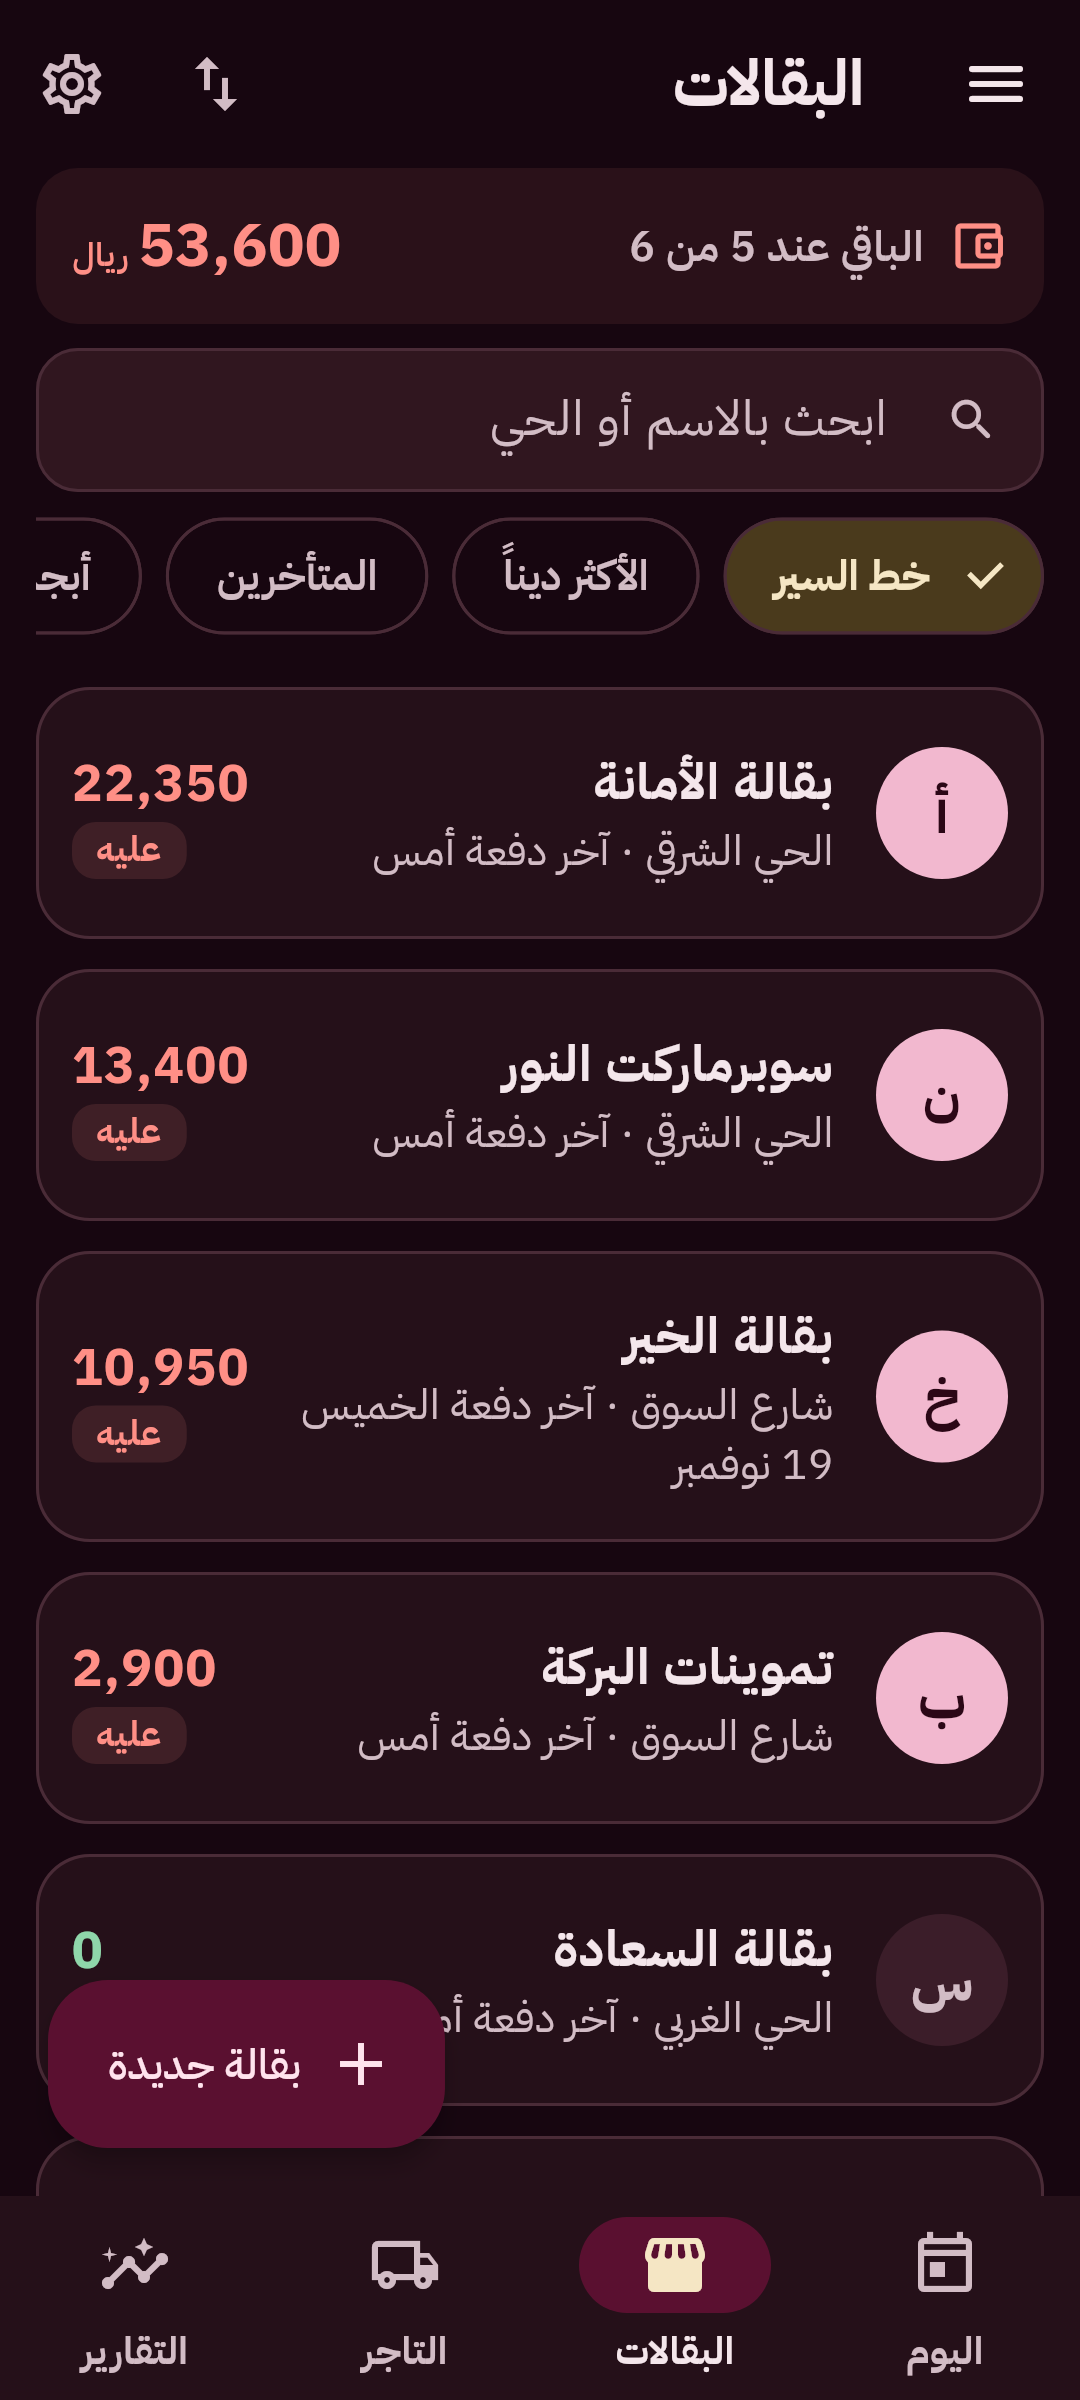 البقالات
الباقي عند 5 من 6
53,600 ريال
ابحث بالاسم أو الحي
خط السير
الأكثر ديناً
المتأخرين
أ
بقالة الأمانة
الحي الشرقي · آخر دفعة أمس
22,350
عليه
ن
سوبرماركت النور
الحي الشرقي · آخر دفعة أمس
13,400
عليه
خ
بقالة الخير
شارع السوق · آخر دفعة الخميس
19 نوفمبر
10,950
عليه
ب
تموينات البركة
شارع السوق · آخر دفعة أمس
2,900
عليه
س
بقالة السعادة
الحي الغربي · آخر دفعة
0
بقالة جديدة
اليوم
البقالات
التاجر
التقارير